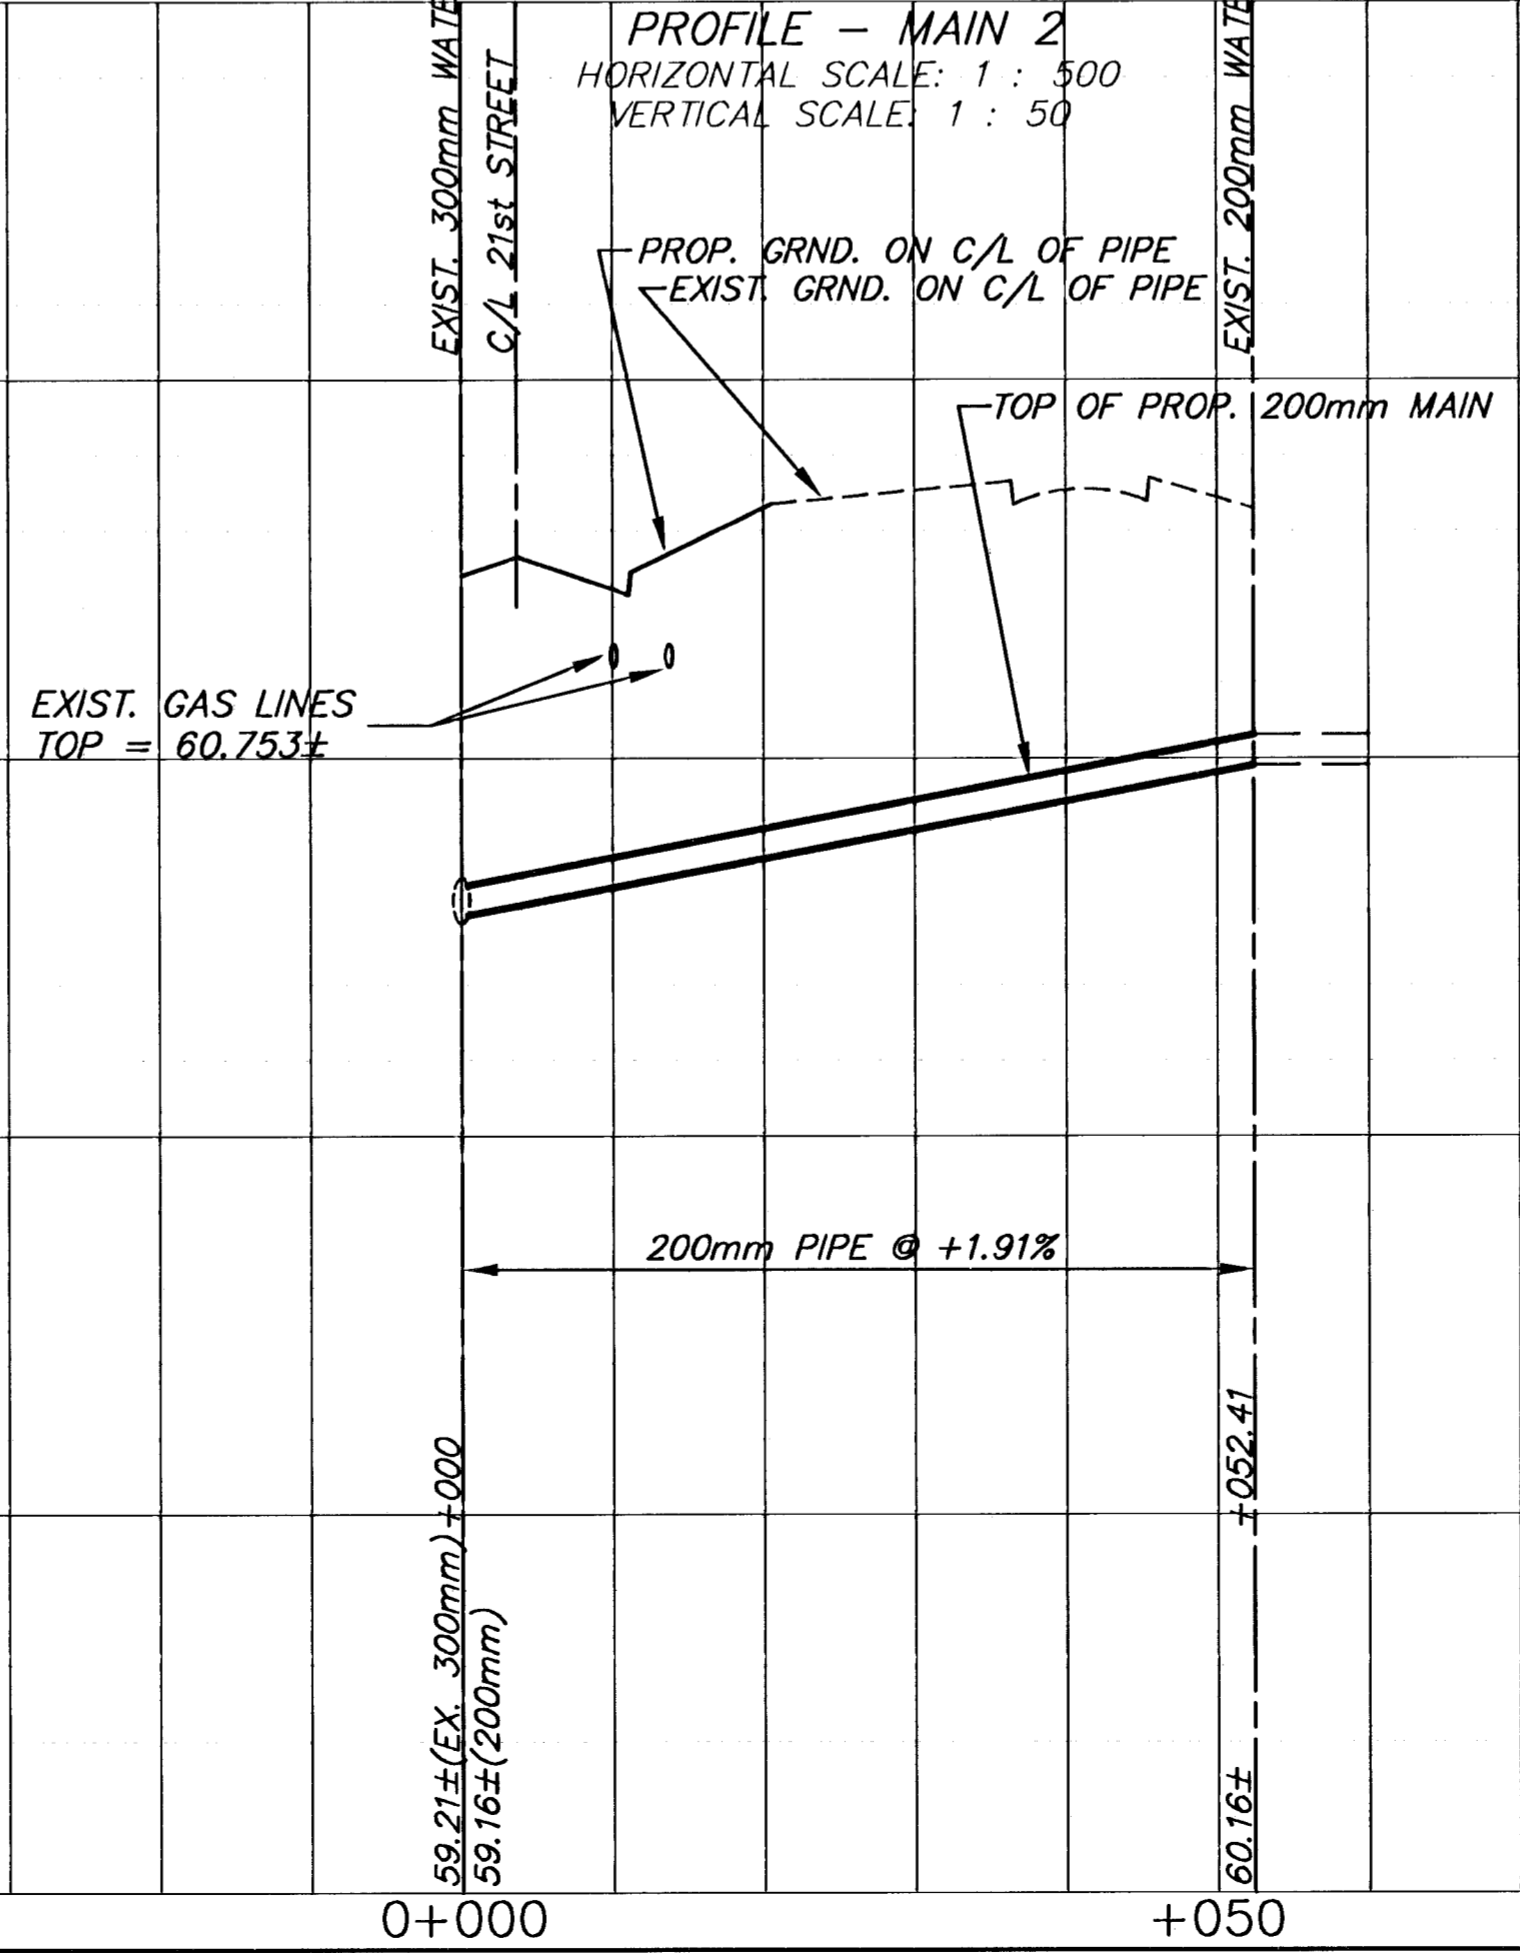 PROFILE - MAIN 2
HORIZONTAL SCALE: 1 : 500
VERTICAL SCALE: 1 : 50
EXIST. 300mm
C/L 21st STREET
EXIST. 200mm
PROP. GRND. ON C/L OF PIPE
EXIST. GRND. ON C/L OF PIPE
TOP OF PROP. 200mm MAIN
EXIST. GAS LINES
TOP = 60.753±
200mm PIPE @ +1.91%
59.21±(EX. 300mm) +000
59.16±(200mm)
60.16± +052.41
0+000
+050